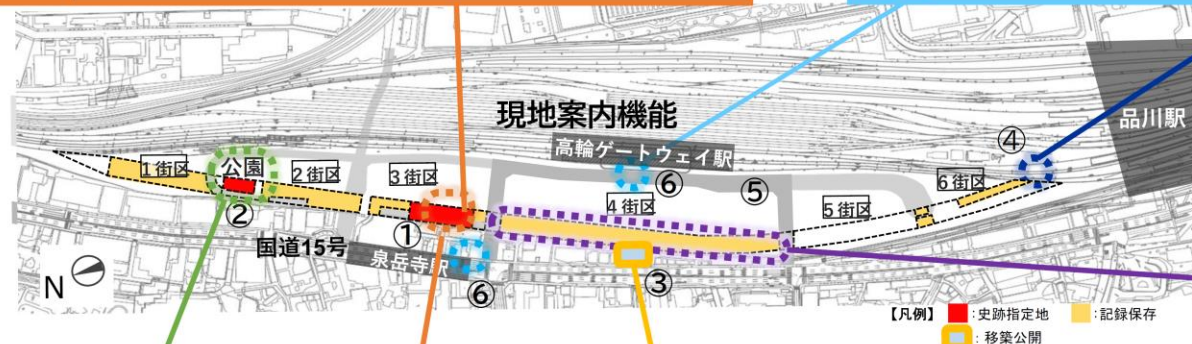 現地案内機能
高輪ゲートウェイ駅
品川駅
④
1街区
公園
2街区
3街区
⑥
⑤
6街区
4街区
5街区
②
①
国道15号
泉岳寺駅
⑥
③
N
【凡例】 :史跡指定地 :記録保存
:移築公開